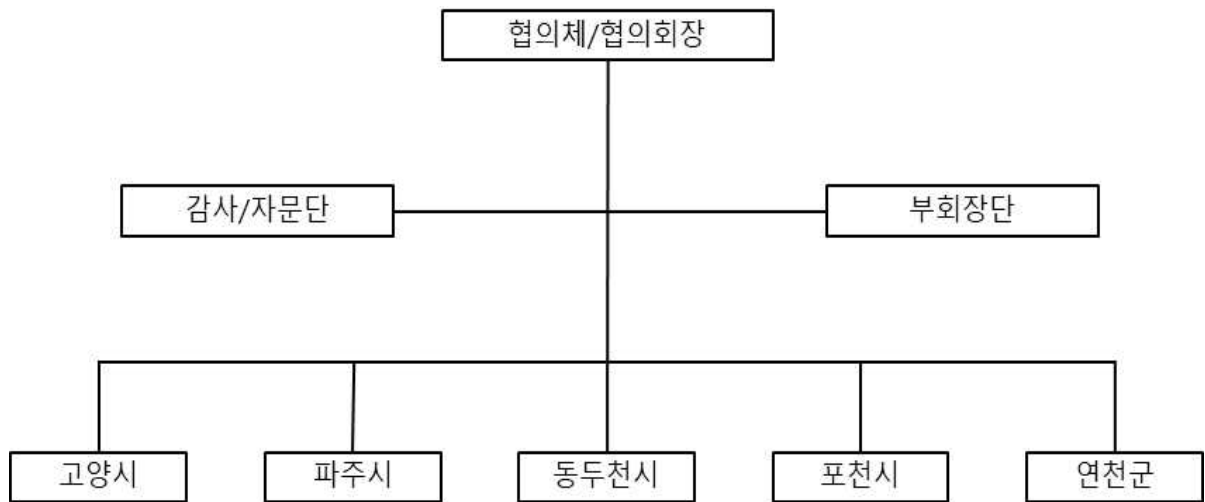 협의체/협의회장
감사/자문단
부회장단
고양시
파주시
동두천시
포천시
연천군